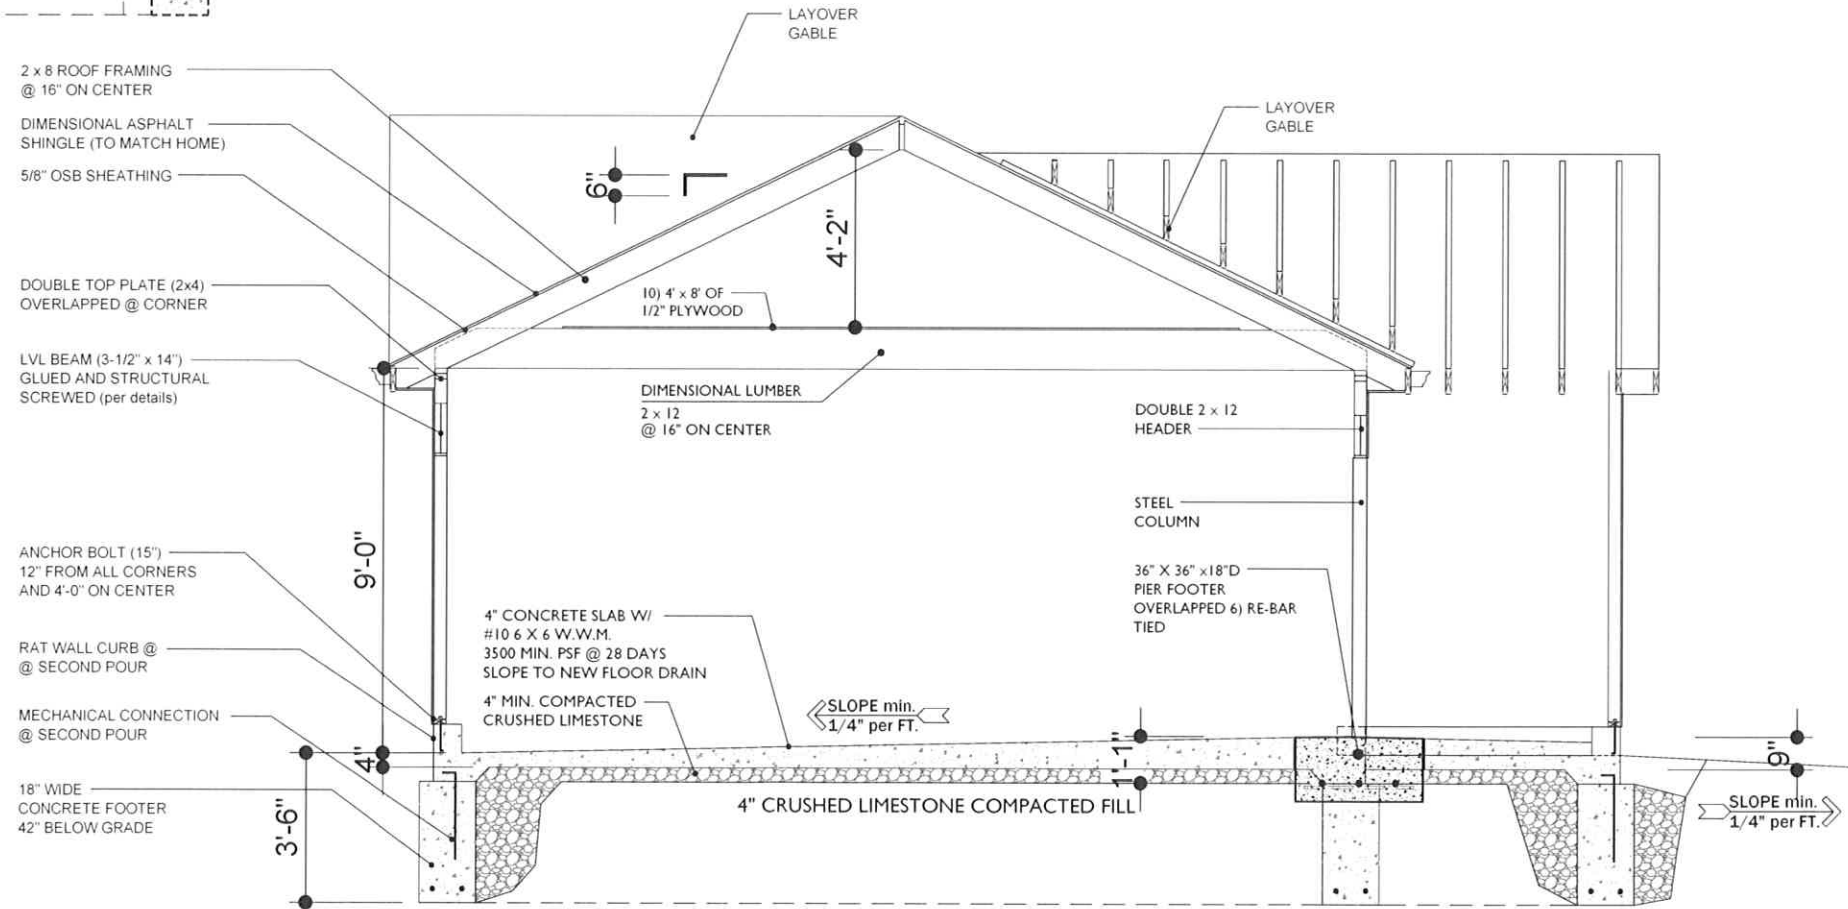 LAYOVER
GABLE
2 x 8 ROOF FRAMING
@ 16" ON CENTER
DIMENSIONAL ASPHALT
SHINGLE (TO MATCH HOME)
5/8" OSB SHEATHING
DOUBLE TOP PLATE (2x4)
OVERLAPPED @ CORNER
LVL BEAM (3-1/2" x 14")
GLUED AND STRUCTURAL
SCREWED (per details)
ANCHOR BOLT (15")
12" FROM ALL CORNERS
AND 4'-0" ON CENTER
RAT WALL CURB @
@ SECOND POUR
MECHANICAL CONNECTION
@ SECOND POUR
18" WIDE
CONCRETE FOOTER
42" BELOW GRADE
LAYOVER
GABLE
6"
4'-2"
10) 4' x 8' OF
1/2" PLYWOOD
DIMENSIONAL LUMBER
2 x 12
@ 16" ON CENTER
DOUBLE 2 x 12
HEADER
STEEL
COLUMN
36" X 36" x18"D
PIER FOOTER
OVERLAPPED 6) RE-BAR
TIED
9'-0"
4" CONCRETE SLAB W/
#10 6 X 6 W.W.M.
3500 MIN. PSF @ 28 DAYS
SLOPE TO NEW FLOOR DRAIN
4" MIN. COMPACTED
CRUSHED LIMESTONE
SLOPE min.
1/4" per FT.
4"
3'-6"
1'-1"
9"
4" CRUSHED LIMESTONE COMPACTED FILL
SLOPE min.
1/4" per FT.